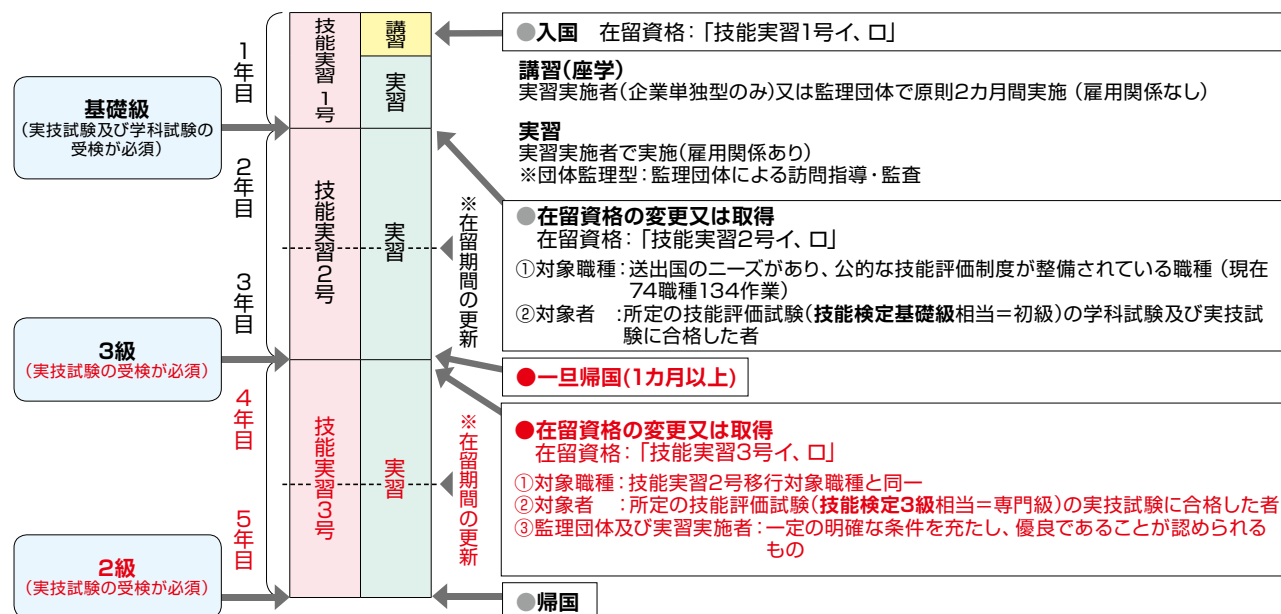 基礎級
(実技試験及び学科試験の
受検が必須)
3級
(実技試験の受検が必須)
2級
(実技試験の受検が必須)
1年目
2年目
3年目
4年目
5年目
技能実習1号
技能実習2号
技能実習3号
講習
実習
実習
実習
※在留期間の更新
※在留期間の更新
●入国 在留資格:「技能実習1号イ、ロ」
講習(座学)
実習実施者(企業単独型のみ)又は監理団体で原則2カ月間実施(雇用関係なし)
実習
実習実施者で実施(雇用関係あり)
※団体監理型:監理団体による訪問指導・監査
●在留資格の変更又は取得
在留資格:「技能実習2号イ、ロ」
①対象職種:送出国のニーズがあり、公的な技能評価制度が整備されている職種(現在
74職種134作業)
②対象者 :所定の技能評価試験(技能検定基礎級相当=初級)の学科試験及び実技試
験に合格した者
●一旦帰国(1カ月以上)
●在留資格の変更又は取得
在留資格:「技能実習3号イ、ロ」
①対象職種:技能実習2号移行対象職種と同一
②対象者 :所定の技能評価試験(技能検定3級相当=専門級)の実技試験に合格した者
③監理団体及び実習実施者:一定の明確な条件を充たし、優良であることが認められる
もの
●帰国